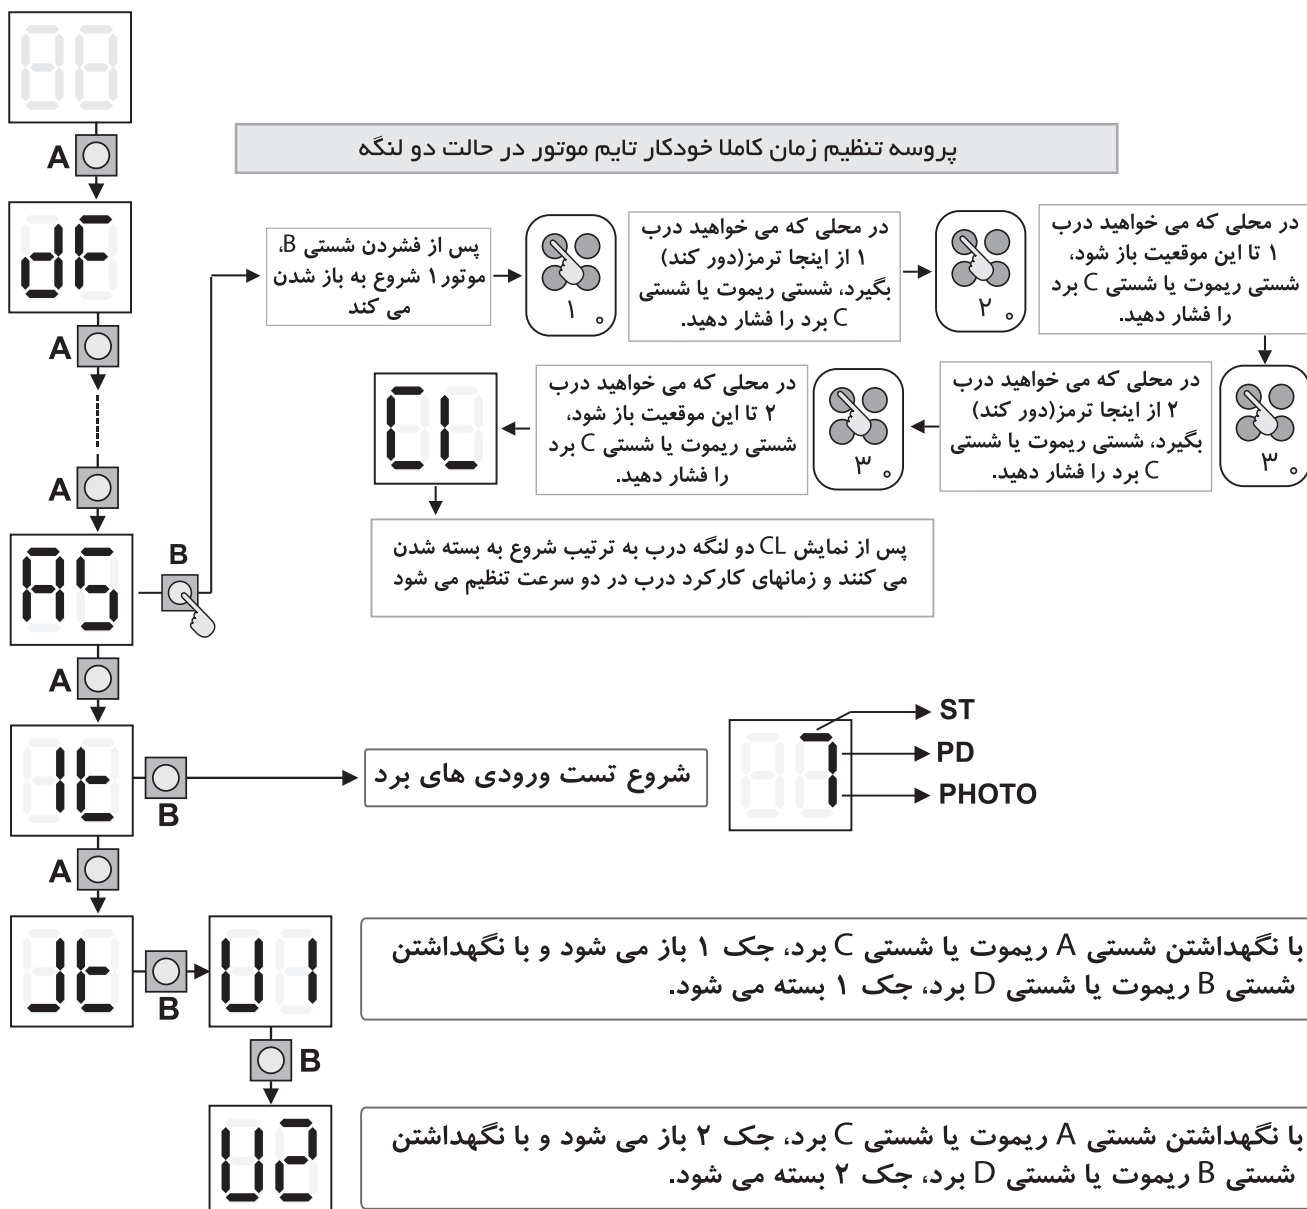 A
پروسه تنظیم زمان کاملا خودکار تایم موتور در حالت دو لنگه
dF
A
A
پس از فشردن شستی B،
موتور ۱ شروع به باز شدن
می کند
۱
در محلی که می خواهید درب
۱ از اینجا ترمز(دور کند)
بگیرد، شستی ریموت یا شستی
C برد را فشار دهید.
۲
در محلی که می خواهید درب
۱ تا این موقعیت باز شود،
شستی ریموت یا شستی C برد
را فشار دهید.
۳
در محلی که می خواهید درب
۲ از اینجا ترمز(دور کند)
بگیرد، شستی ریموت یا شستی
C برد را فشار دهید.
۳
در محلی که می خواهید درب
۲ تا این موقعیت باز شود،
شستی ریموت یا شستی C برد
را فشار دهید.
CL
پس از نمایش CL دو لنگه درب به ترتیب شروع به بسته شدن
می کنند و زمانهای کارکرد درب در دو سرعت تنظیم می شود
AS
B
A
It
B
شروع تست ورودی های برد
ST
PD
PHOTO
A
Jt
B
U1
با نگهداشتن شستی A ریموت یا شستی C برد، جک ۱ باز می شود و با نگهداشتن
شستی B ریموت یا شستی D برد، جک ۱ بسته می شود.
B
U2
با نگهداشتن شستی A ریموت یا شستی C برد، جک ۲ باز می شود و با نگهداشتن
شستی B ریموت یا شستی D برد، جک ۲ بسته می شود.